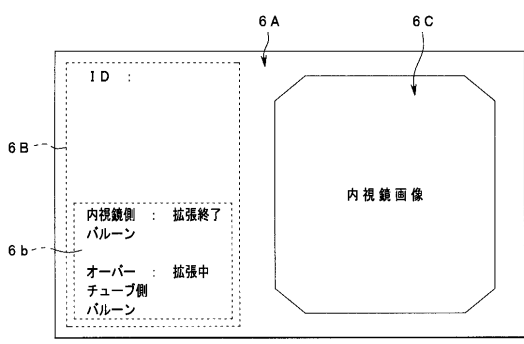 6A
6C
ID :
6B
内視鏡画像
内視鏡側 : 拡張終了
バルーン
6b
オーバー : 拡張中
チューブ側
バルーン